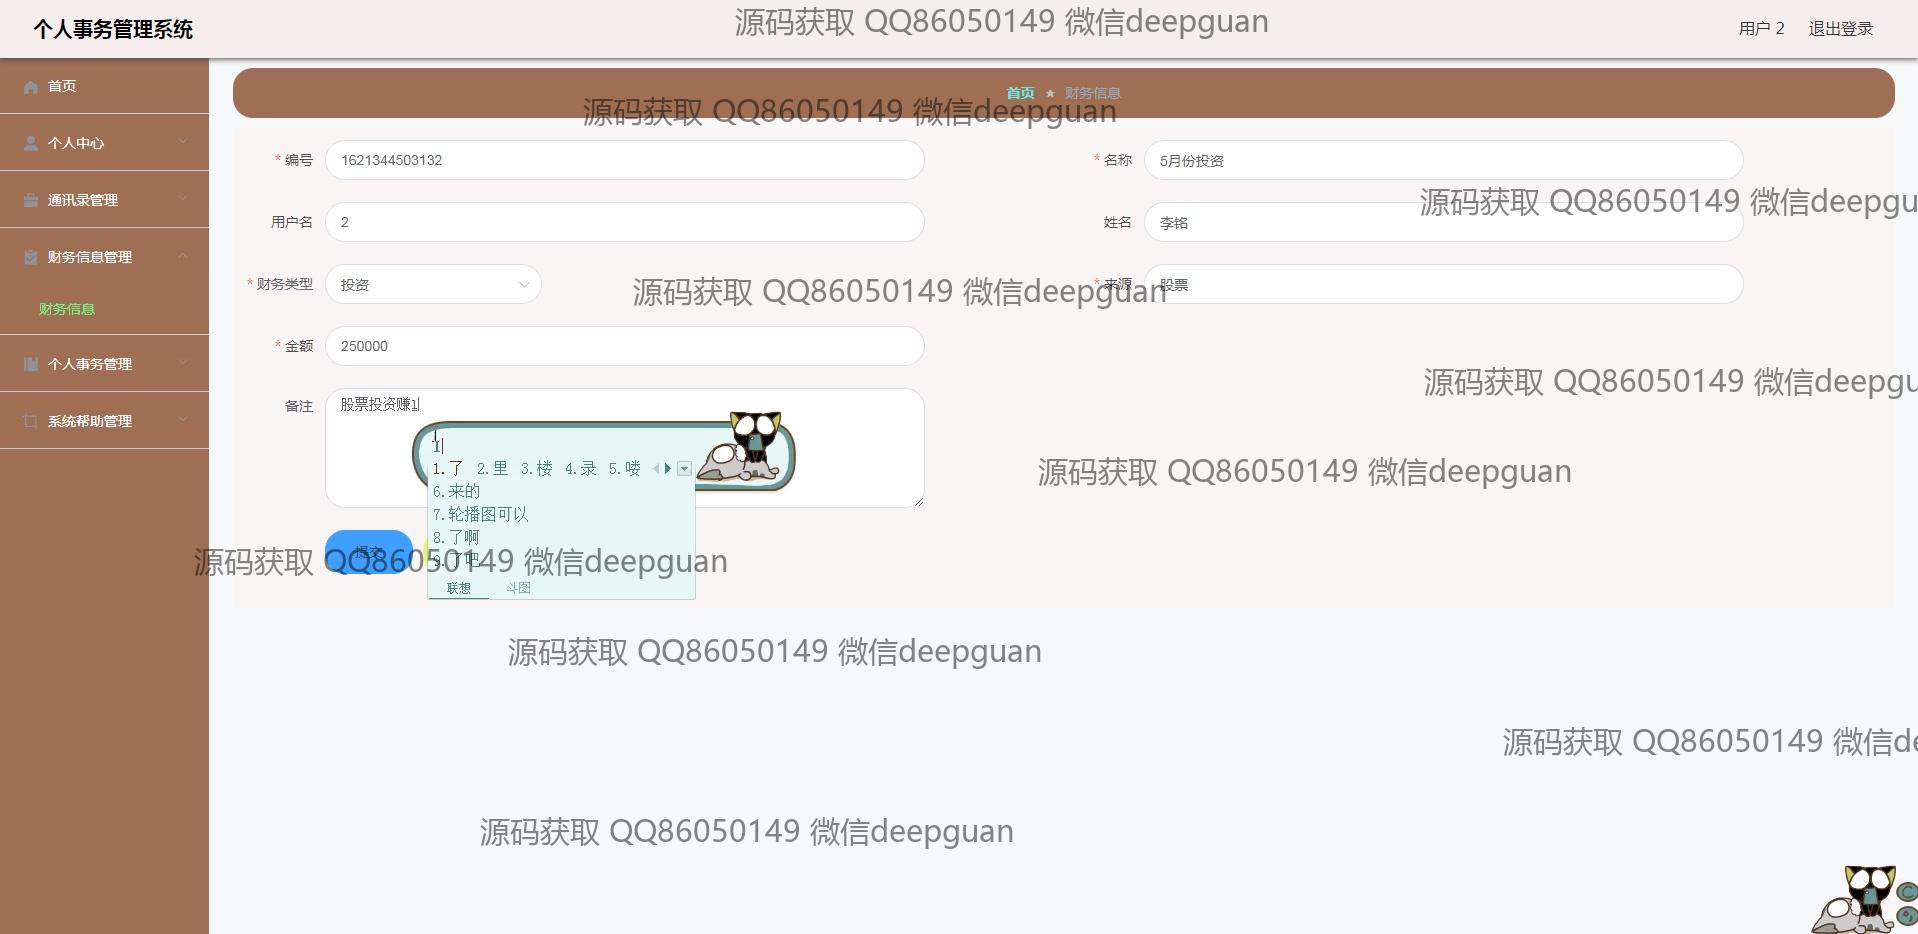 个人事务管理系统
源码获取 QQ86050149 微信deepguan
用户 2
退出登录
首页
个人中心
通讯录管理
财务信息管理
财务信息
个人事务管理
系统帮助管理
首页 ★ 财务信息
源码获取 QQ86050149 微信deepguan
* 编号
1621344503132
* 名称
5月份投资
源码获取 QQ86050149 微信deepgu
用户名
2
姓名
李铭
* 财务类型
投资
* 来源
股票
源码获取 QQ86050149 微信deepguan
* 金额
250000
源码获取 QQ86050149 微信deepgu
备注
股票投资赚l
l
1.了 2.里 3.楼 4.录 5.喽
6.来的
7.轮播图可以
8.了啊
9.了吧
联想 斗图
源码获取 QQ86050149 微信deepguan
提交
源码获取 QQ86050149 微信deepguan
源码获取 QQ86050149 微信deepguan
源码获取 QQ86050149 微信de
源码获取 QQ86050149 微信deepguan